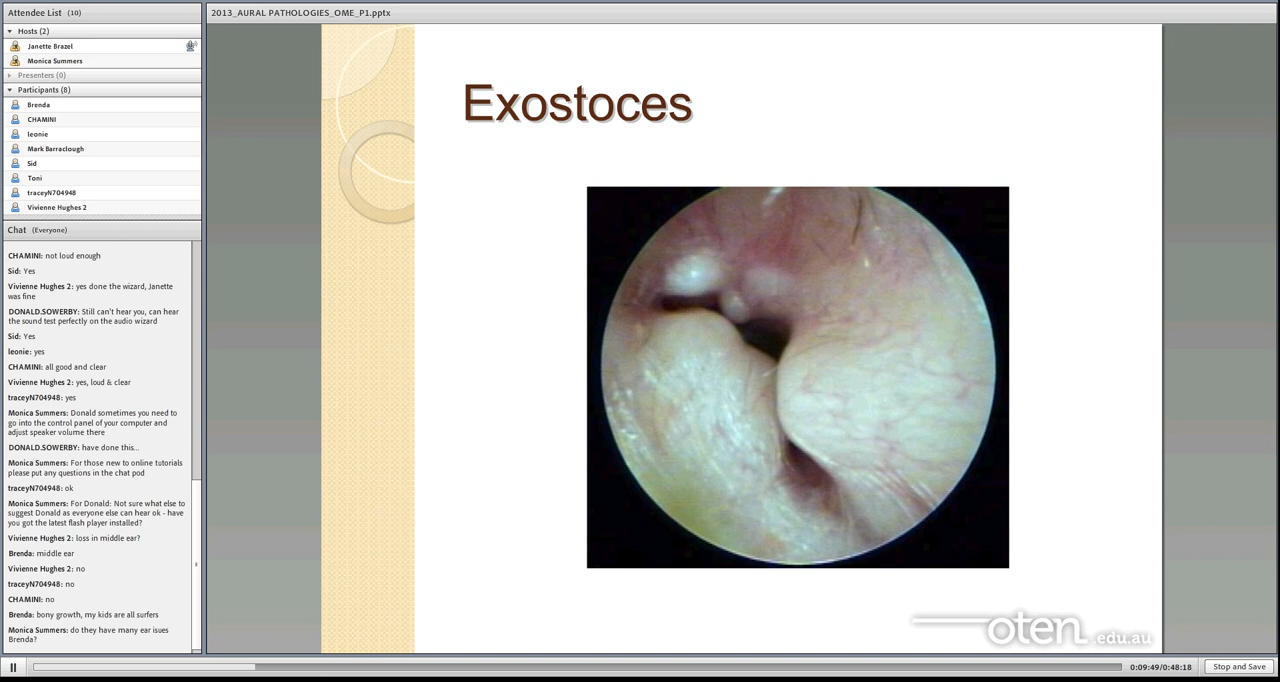 Attendee List (10)
Hosts (2)
Janette Brazel
Monica Summers
Presenters (0)
Participants (8)
Brenda
CHAMINI
leonie
Mark Barraclough
Sid
Toni
traceyN704948
Vivienne Hughes 2
Chat (Everyone)
CHAMINI: not loud enough
Sid: Yes
Vivienne Hughes 2: yes done the wizard, Janette
was fine
DONALD.SOWERBY: Still can't hear you, can hear
the sound test perfectly on the audio wizard
Sid: Yes
leonie: yes
CHAMINI: all good and clear
Vivienne Hughes 2: yes, loud & clear
traceyN704948: yes
Monica Summers: Donald sometimes you need to
go into the control panel of your computer and
adjust speaker volume there
DONALD.SOWERBY: have done this...
Monica Summers: For those new to online tutorials
please put any questions in the chat pod
traceyN704948: ok
Monica Summers: For Donald: Not sure what else to
suggest Donald as everyone else can hear ok - have
you got the latest flash player installed?
Vivienne Hughes 2: loss in middle ear?
Brenda: middle ear
Vivienne Hughes 2: no
traceyN704948: no
CHAMINI: no
Brenda: bony growth, my kids are all surfers
Monica Summers: do they have many ear isues
Brenda?
2013_AURAL PATHOLOGIES_OME_P1.pptx
Exostoces
oten.edu.au
0:09:49/0:48:18
Stop and Save